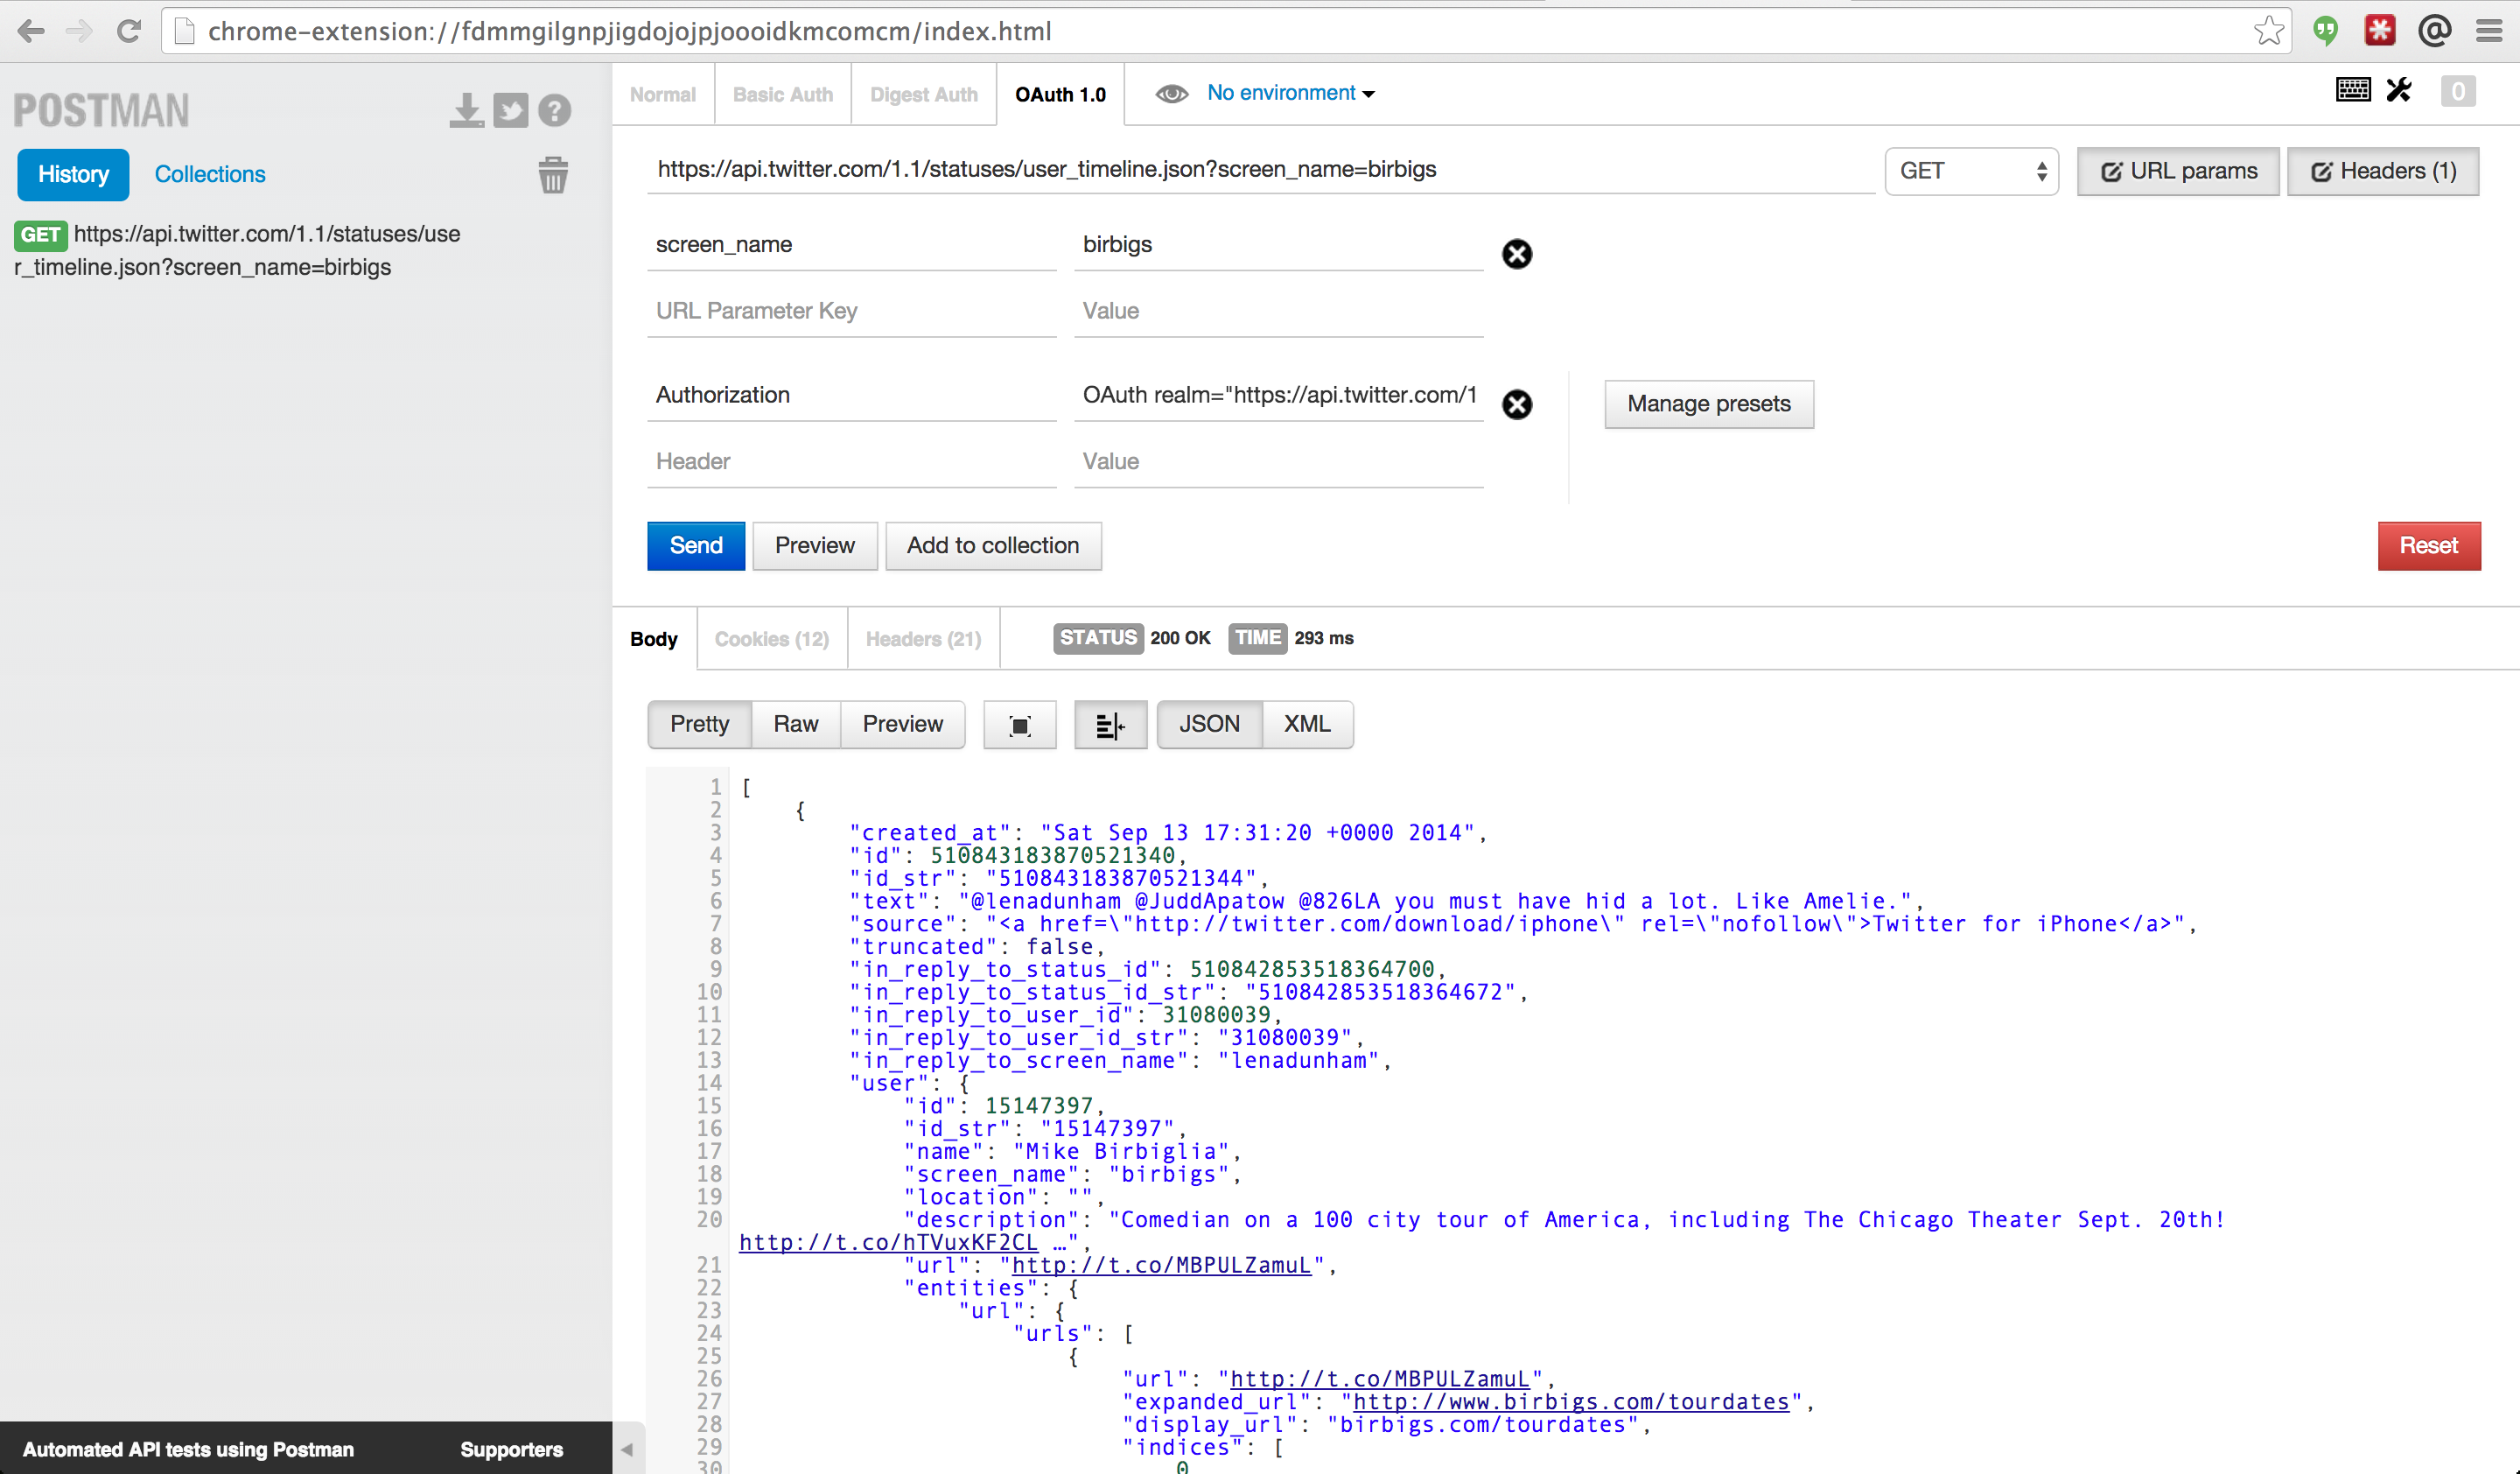 chrome-extension://fdmmgilgnpjigdojojpjoooidkmcomcm/index.html
POSTMAN
History Collections
GET https://api.twitter.com/1.1/statuses/use
r_timeline.json?screen_name=birbigs
Normal Basic Auth Digest Auth OAuth 1.0 No environment 0
https://api.twitter.com/1.1/statuses/user_timeline.json?screen_name=birbigs GET URL params Headers (1)
screen_name birbigs
URL Parameter Key Value
Authorization OAuth realm="https://api.twitter.com/1 Manage presets
Header Value
Send Preview Add to collection Reset
Body Cookies (12) Headers (21) STATUS 200 OK TIME 293 ms
Pretty Raw Preview JSON XML
1 [
2 {
3 "created_at": "Sat Sep 13 17:31:20 +0000 2014",
4 "id": 510843183870521340,
5 "id_str": "510843183870521344",
6 "text": "@lenadunham @JuddApatow @826LA you must have hid a lot. Like Amelie.",
7 "source": "<a href=\"http://twitter.com/download/iphone\" rel=\"nofollow\">Twitter for iPhone</a>",
8 "truncated": false,
9 "in_reply_to_status_id": 510842853518364700,
10 "in_reply_to_status_id_str": "510842853518364672",
11 "in_reply_to_user_id": 31080039,
12 "in_reply_to_user_id_str": "31080039",
13 "in_reply_to_screen_name": "lenadunham",
14 "user": {
15 "id": 15147397,
16 "id_str": "15147397",
17 "name": "Mike Birbiglia",
18 "screen_name": "birbigs",
19 "location": "",
20 "description": "Comedian on a 100 city tour of America, including The Chicago Theater Sept. 20th!
http://t.co/hTVuxKF2CL …",
21 "url": "http://t.co/MBPULZamuL",
22 "entities": {
23 "url": {
24 "urls": [
25 {
26 "url": "http://t.co/MBPULZamuL",
27 "expanded_url": "http://www.birbigs.com/tourdates",
28 "display_url": "birbigs.com/tourdates",
29 "indices": [
30 0
Automated API tests using Postman Supporters